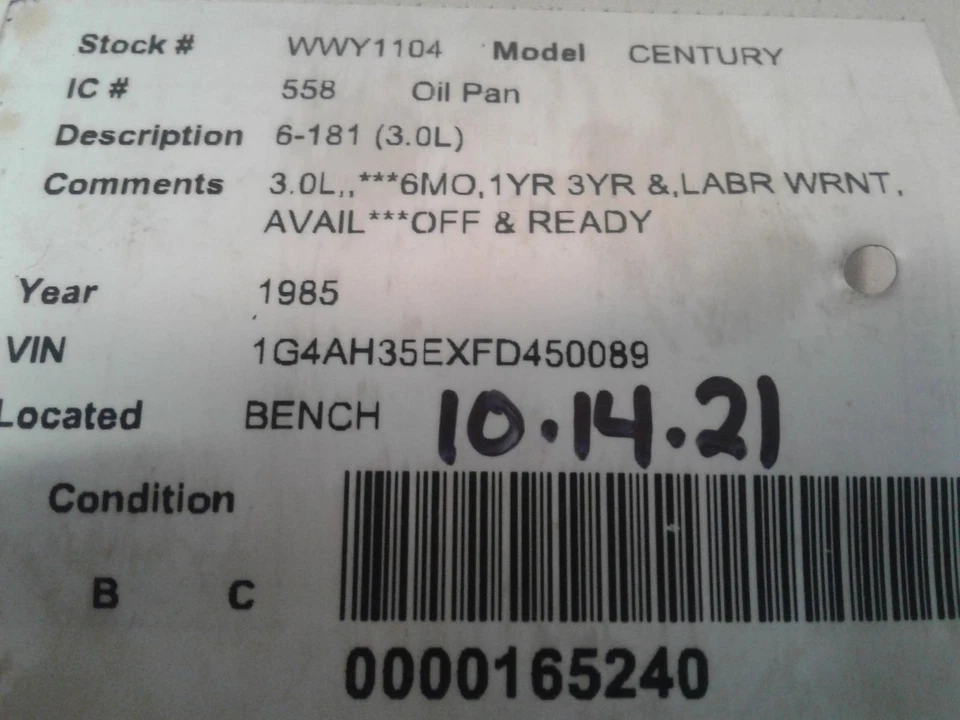 Stock # WWY1104 Model CENTURY
IC # 558 Oil Pan
Description 6-181 (3.0L)
Comments 3.0L,,***6MO,1YR 3YR &,LABR WRNT,
AVAIL***OFF & READY
Year 1985
VIN 1G4AH35EXFD450089
Located BENCH 10.14.21
Condition
B C
0000165240